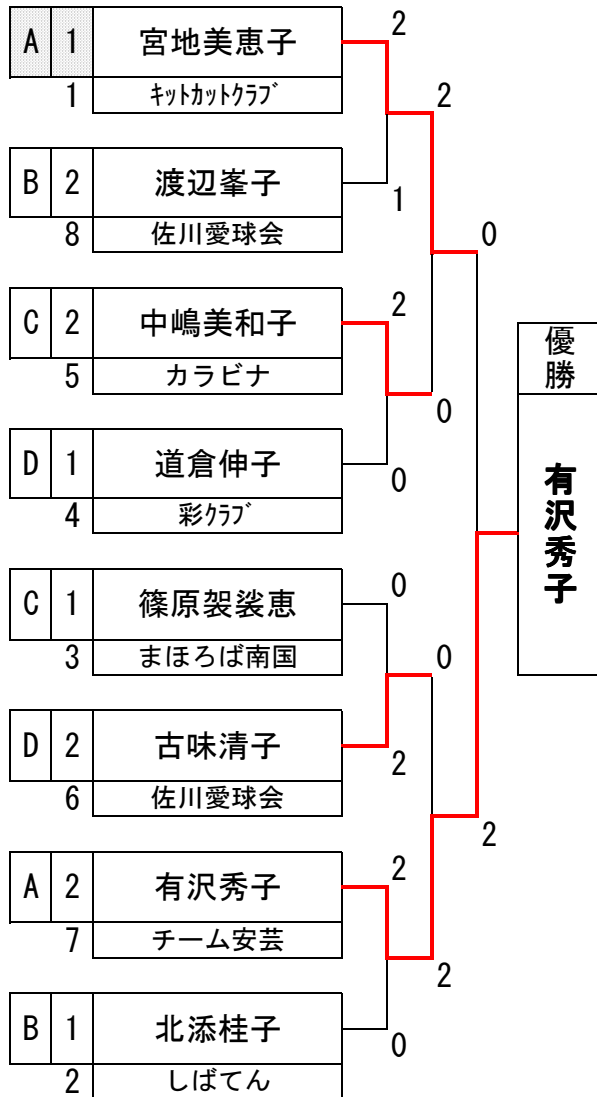 A 1 宮地美恵子 2
1 キットカットクラブ 2
B 2 渡辺峯子 1
8 佐川愛球会 0
C 2 中嶋美和子 2
5 カラビナ 0
D 1 道倉伸子 0
4 彩クラブ
優勝
有沢秀子
C 1 篠原袈裟恵 0
3 まほろば南国 0
D 2 古味清子 2
6 佐川愛球会 2
A 2 有沢秀子 2
7 チーム安芸 2
B 1 北添桂子 0
2 しばてん